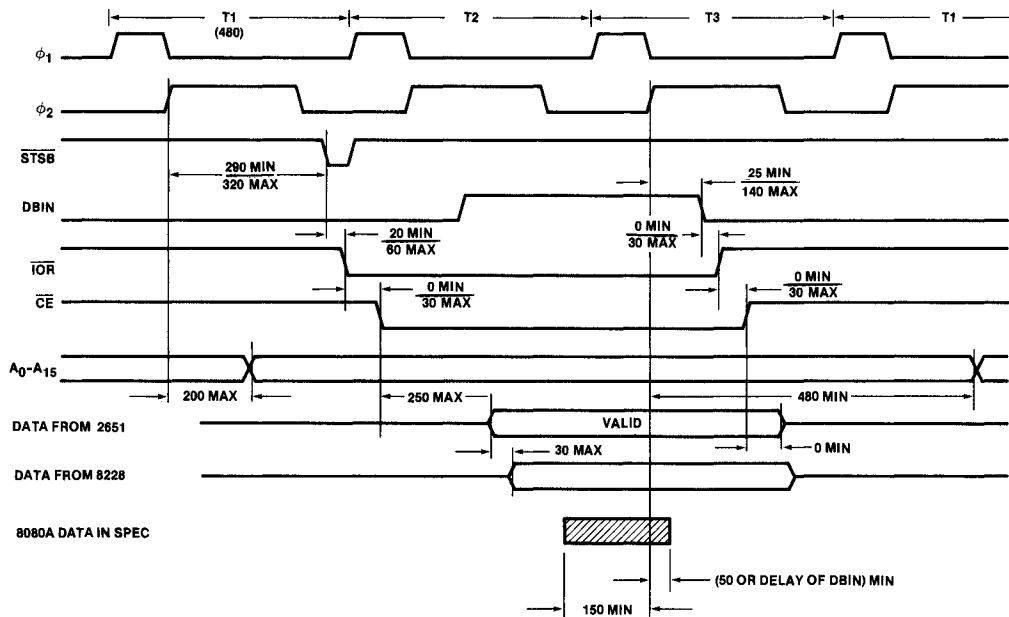 T1 T2 T3 T1
(480)
ϕ1
ϕ2
STSB
290 MIN
320 MAX
25 MIN
140 MAX
DBIN
20 MIN
60 MAX
0 MIN
30 MAX
IOR
0 MIN
30 MAX
0 MIN
30 MAX
CE
A0-A15
200 MAX
250 MAX
480 MIN
DATA FROM 2651
VALID
30 MAX
0 MIN
DATA FROM 8228
8080A DATA IN SPEC
(50 OR DELAY OF DBIN) MIN
150 MIN